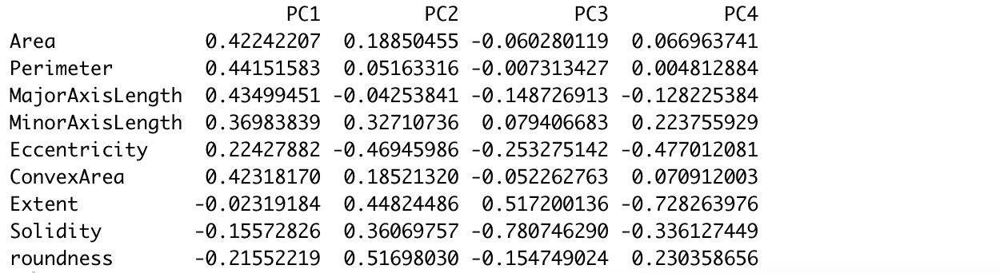 PC1 PC2 PC3 PC4
Area 0.42242207 0.18850455 -0.060280119 0.066963741
Perimeter 0.44151583 0.05163316 -0.007313427 0.004812884
MajorAxisLength 0.43499451 -0.04253841 -0.148726913 -0.128225384
MinorAxisLength 0.36983839 0.32710736 0.079406683 0.223755929
Eccentricity 0.22427882 -0.46945986 -0.253275142 -0.477012081
ConvexArea 0.42318170 0.18521320 -0.052262763 0.070912003
Extent -0.02319184 0.44824486 0.517200136 -0.728263976
Solidity -0.15572826 0.36069757 -0.780746290 -0.336127449
roundness -0.21552219 0.51698030 -0.154749024 0.230358656